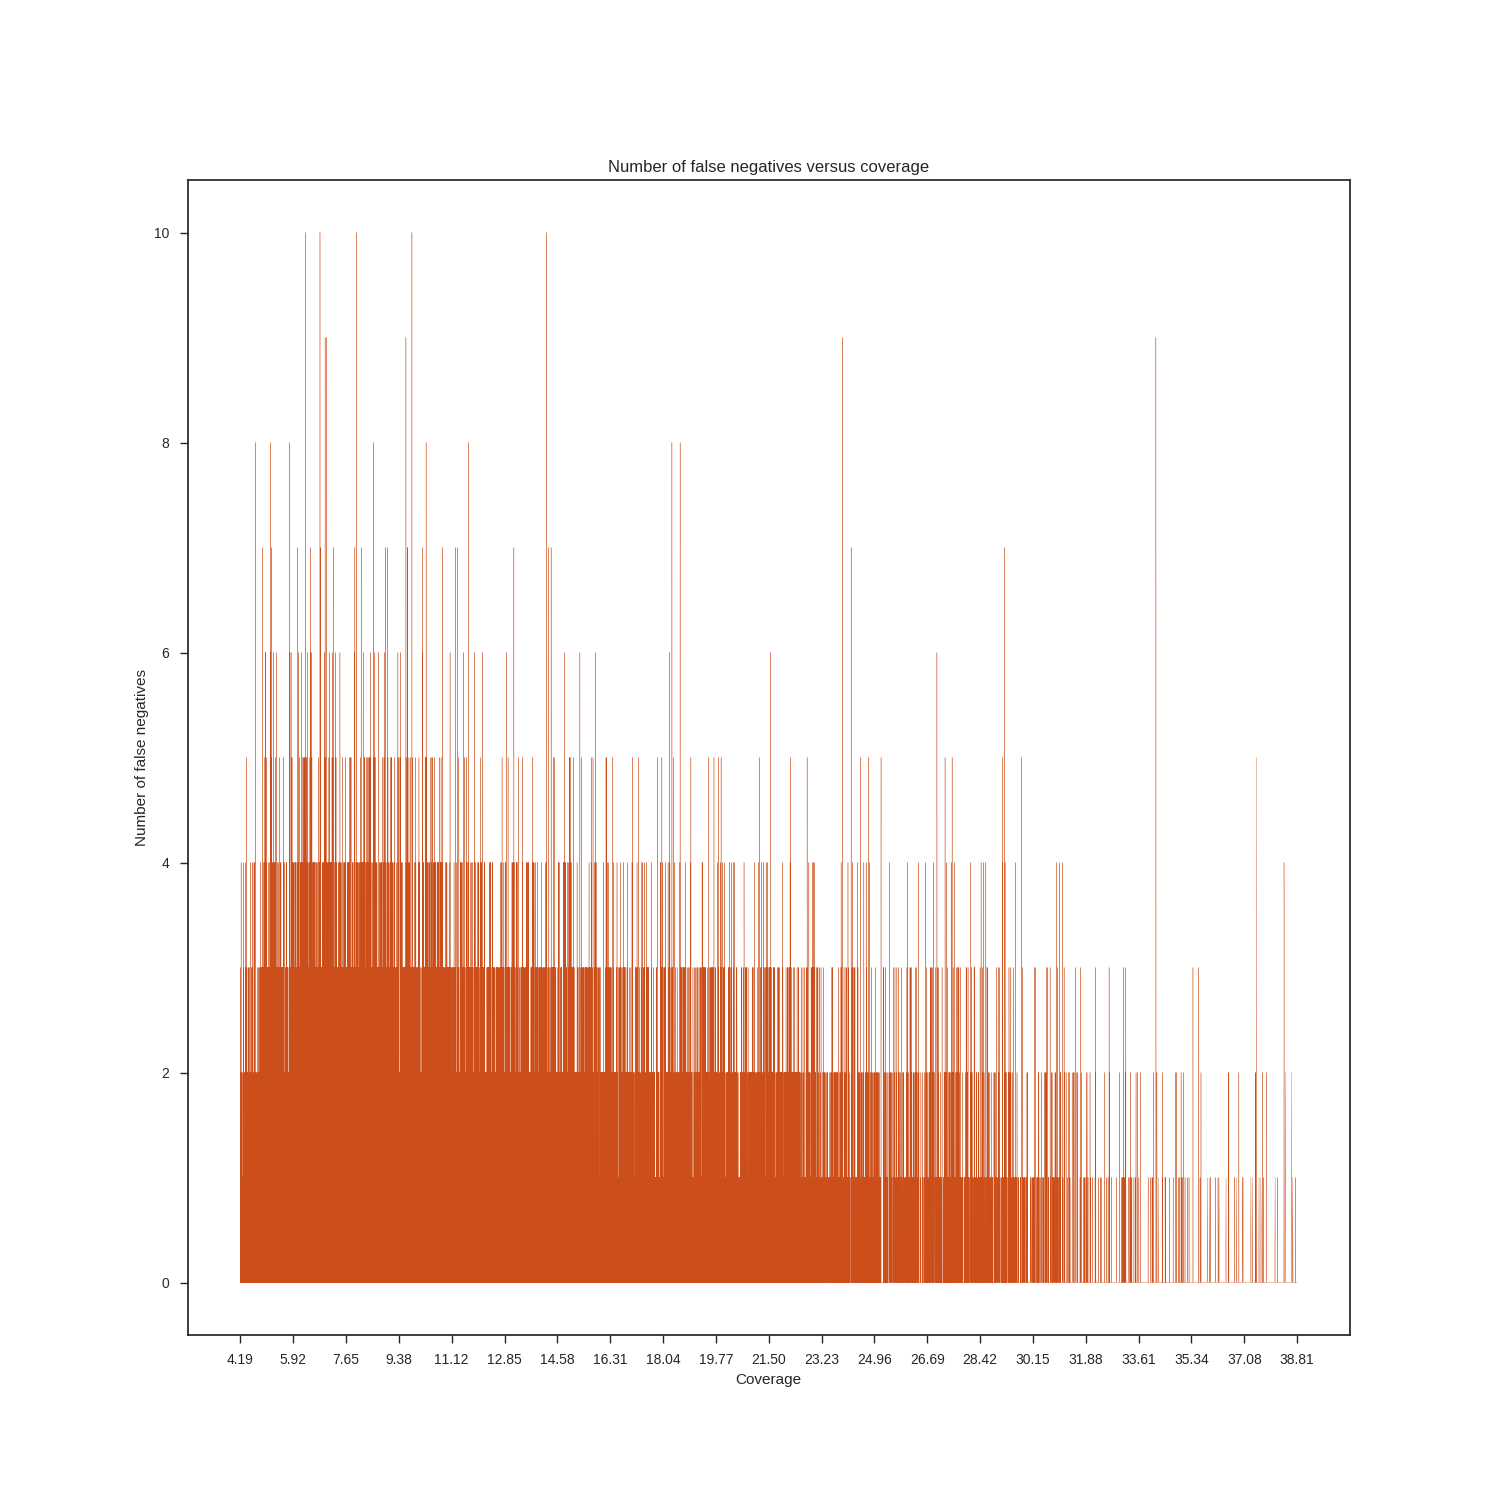 Number of false negatives versus coverage
10
8
6
4
2
0
Number of false negatives
4.19 5.92 7.65 9.38 11.12 12.85 14.58 16.31 18.04 19.77 21.50 23.23 24.96 26.69 28.42 30.15 31.88 33.61 35.34 37.08 38.81
Coverage